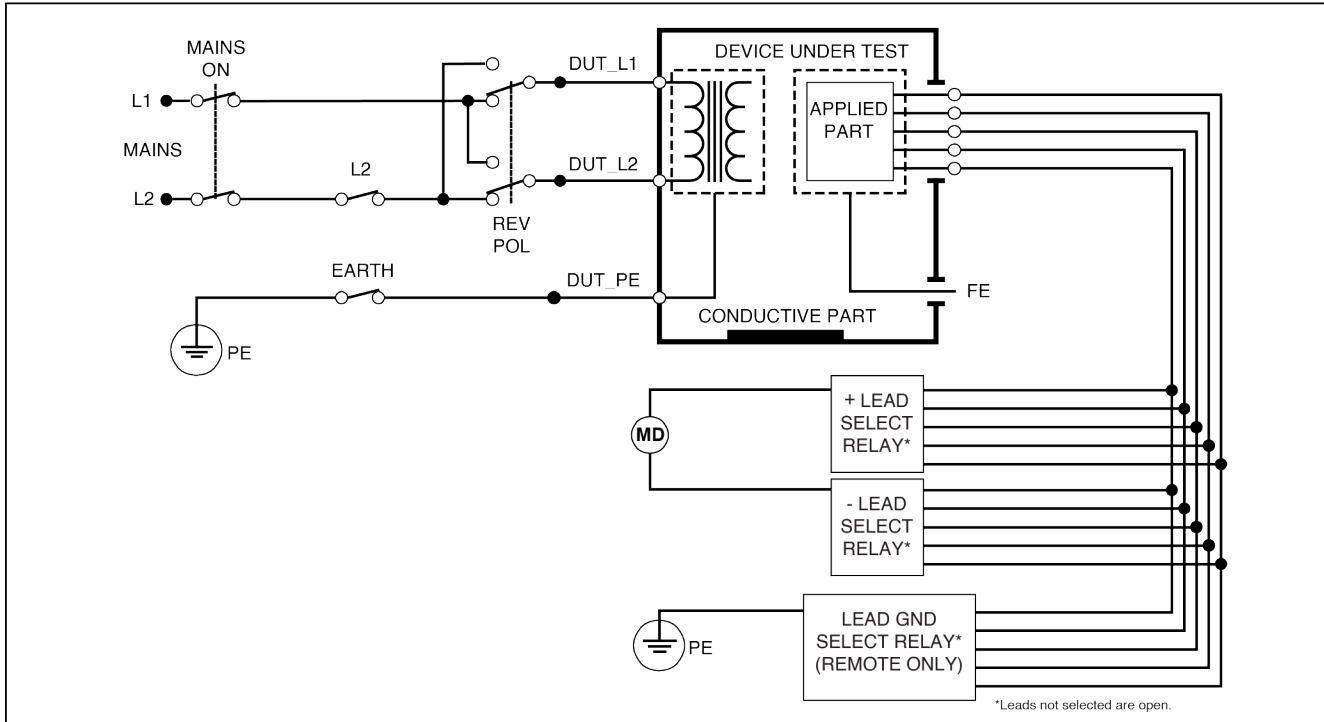 MAINS
ON
L1
MAINS
L2
L2
REV
POL
DUT_L1
DUT_L2
EARTH
DUT_PE
PE
DEVICE UNDER TEST
APPLIED
PART
FE
CONDUCTIVE PART
MD
+ LEAD
SELECT
RELAY*
- LEAD
SELECT
RELAY*
PE
LEAD GND
SELECT RELAY*
(REMOTE ONLY)
*Leads not selected are open.